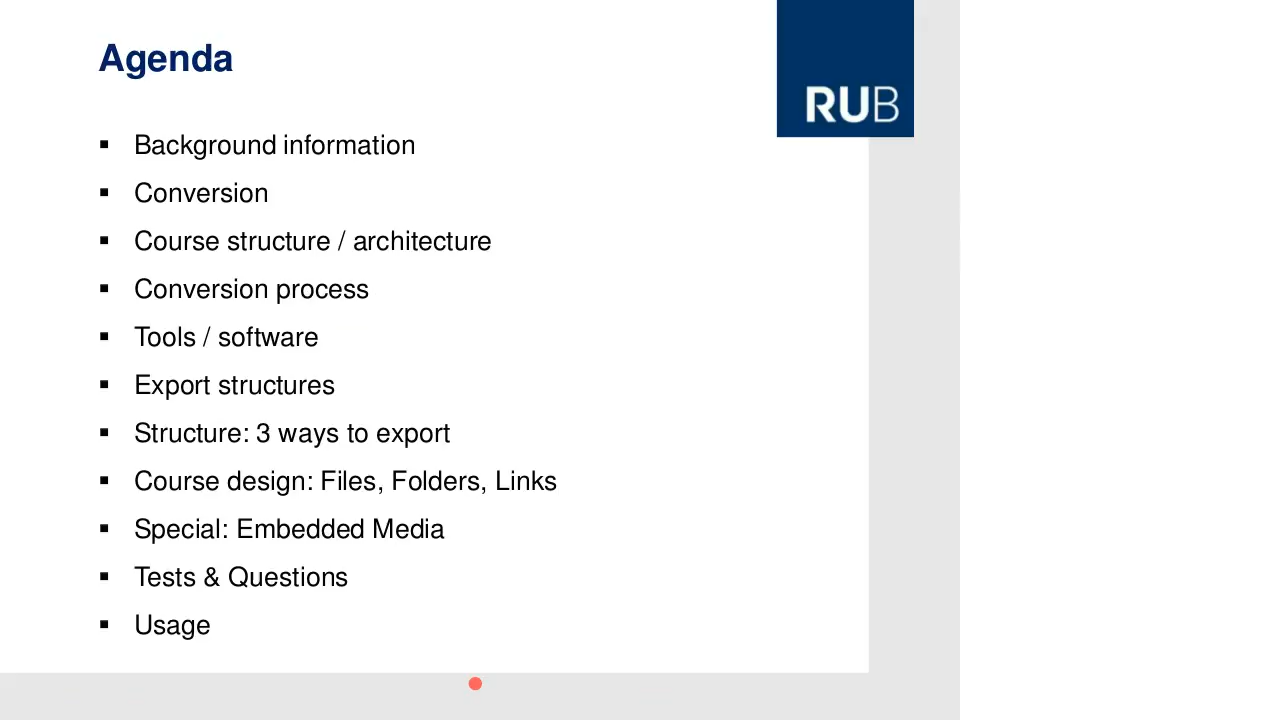 Agenda
RUB
▪ Background information
▪ Conversion
▪ Course structure / architecture
▪ Conversion process
▪ Tools / software
▪ Export structures
▪ Structure: 3 ways to export
▪ Course design: Files, Folders, Links
▪ Special: Embedded Media
▪ Tests & Questions
▪ Usage